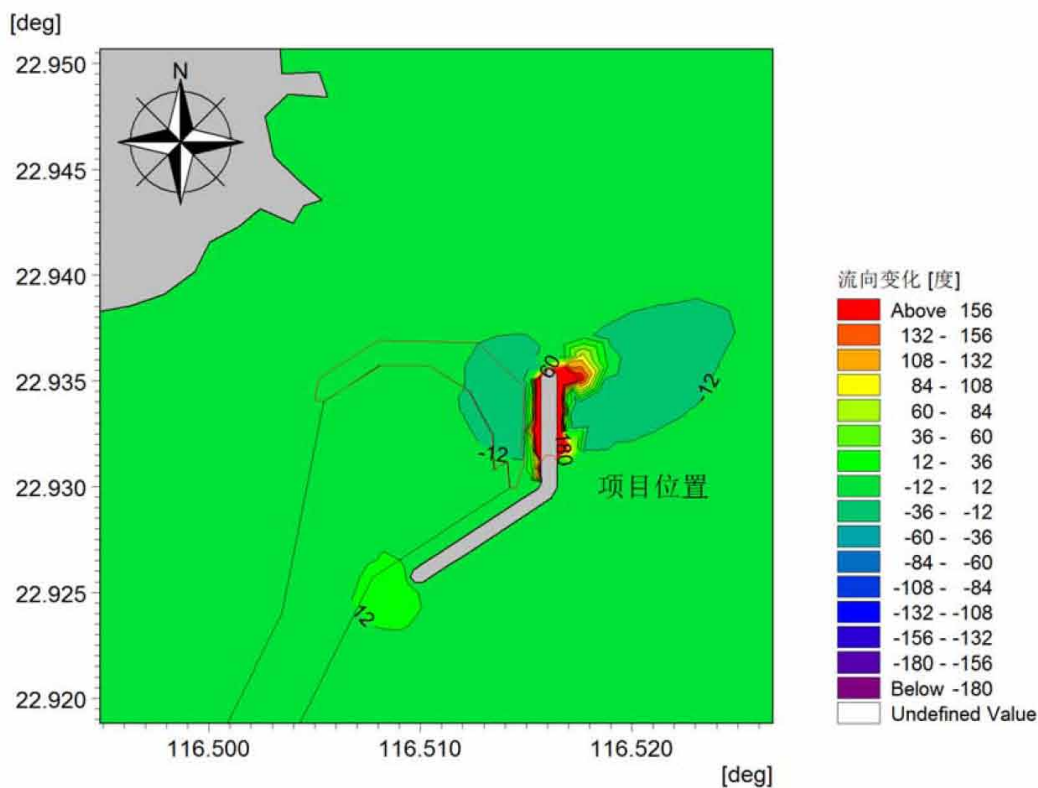 [deg]
22.950
22.945
22.940
22.935
22.930
22.925
22.920
N
60
-12
-12
180
项目位置
12
116.500
116.510
116.520
[deg]
流向变化 [度]
Above 156
132 - 156
108 - 132
84 - 108
60 - 84
36 - 60
12 - 36
-12 - 12
-36 - -12
-60 - -36
-84 - -60
-108 - -84
-132 - -108
-156 - -132
-180 - -156
Below -180
Undefined Value